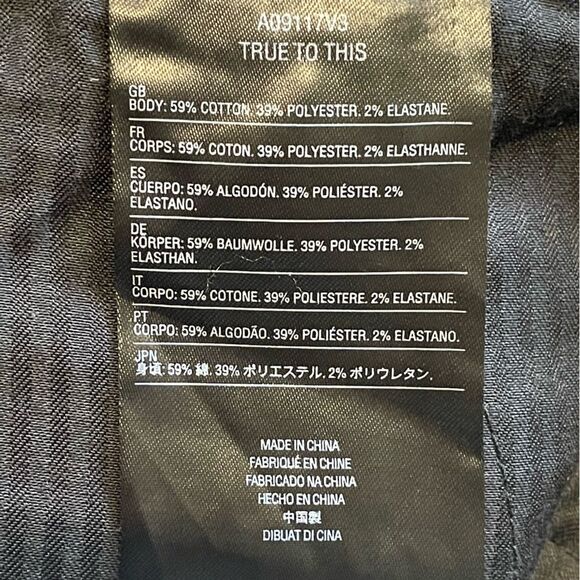 A09117V3
TRUE TO THIS
GB
BODY: 59% COTTON. 39% POLYESTER. 2% ELASTANE.
FR
CORPS: 59% COTON. 39% POLYESTER. 2% ELASTHANNE.
ES
CUERPO: 59% ALGODÓN. 39% POLIÉSTER. 2%
ELASTANO.
DE
KÖRPER: 59% BAUMWOLLE. 39% POLYESTER. 2%
ELASTHAN.
IT
CORPO: 59% COTONE. 39% POLIESTERE. 2% ELASTANE.
PT
CORPO: 59% ALGODÃO. 39% POLIÉSTER. 2% ELASTANO.
JPN
身頃: 59% 綿. 39% ポリエステル. 2% ポリウレタン.
MADE IN CHINA
FABRIQUÉ EN CHINE
FABRICADO NA CHINA
HECHO EN CHINA
中国製
DIBUAT DI CINA